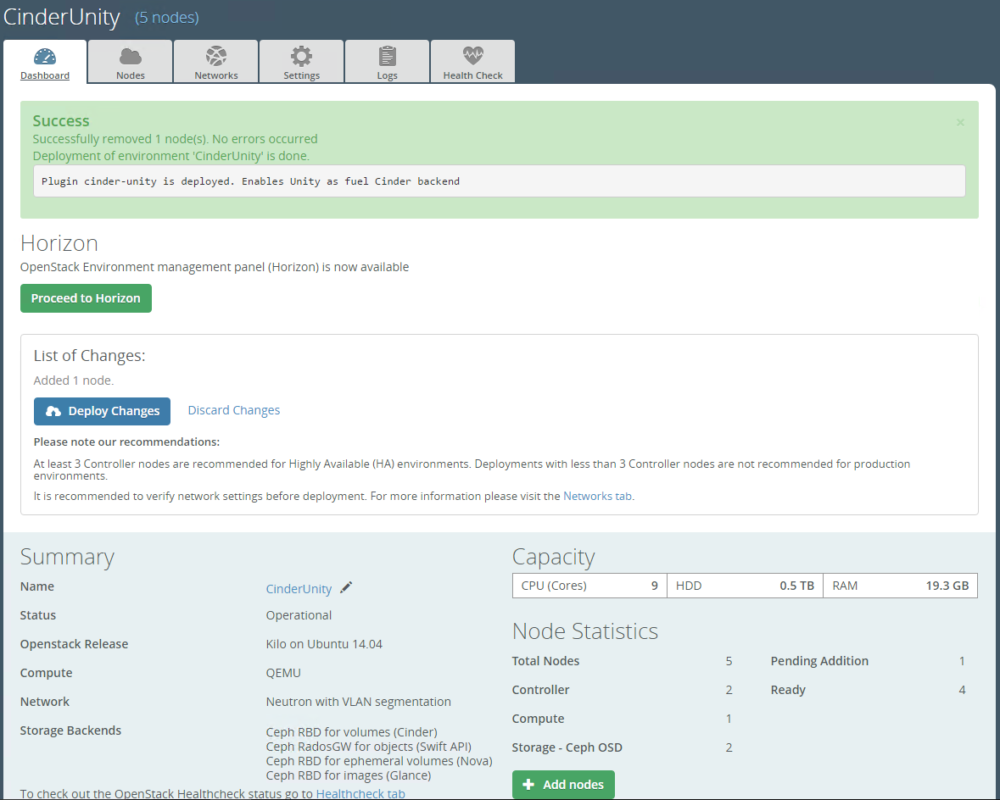 CinderUnity (5 nodes)
Dashboard Nodes Networks Settings Logs Health Check
Success ×
Successfully removed 1 node(s). No errors occurred
Deployment of environment 'CinderUnity' is done.
Plugin cinder-unity is deployed. Enables Unity as fuel Cinder backend
Horizon
OpenStack Environment management panel (Horizon) is now available
Proceed to Horizon
List of Changes:
Added 1 node.
Deploy Changes Discard Changes
Please note our recommendations:
At least 3 Controller nodes are recommended for Highly Available (HA) environments. Deployments with less than 3 Controller nodes are not recommended for production
environments.
It is recommended to verify network settings before deployment. For more information please visit the Networks tab.
Summary
Name CinderUnity
Status Operational
Openstack Release Kilo on Ubuntu 14.04
Compute QEMU
Network Neutron with VLAN segmentation
Storage Backends Ceph RBD for volumes (Cinder)
Ceph RadosGW for objects (Swift API)
Ceph RBD for ephemeral volumes (Nova)
Ceph RBD for images (Glance)
To check out the OpenStack Healthcheck status go to Healthcheck tab
Capacity
CPU (Cores) 9 HDD 0.5 TB RAM 19.3 GB
Node Statistics
Total Nodes 5 Pending Addition 1
Controller 2 Ready 4
Compute 1
Storage - Ceph OSD 2
Add nodes